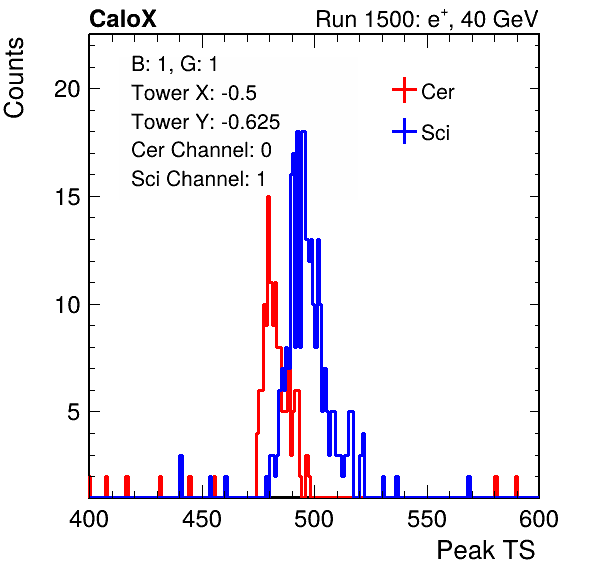 CaloX Run 1500: e⁺, 40 GeV
Counts
B: 1, G: 1
Tower X: -0.5
Tower Y: -0.625
Cer Channel: 0
Sci Channel: 1
Cer
Sci
20
15
10
5
400 450 500 550 600
Peak TS